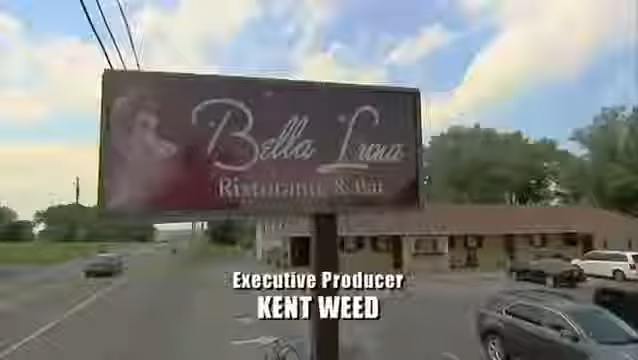 Bella Luna
Ristorante & Bar
Executive Producer
KENT WEED